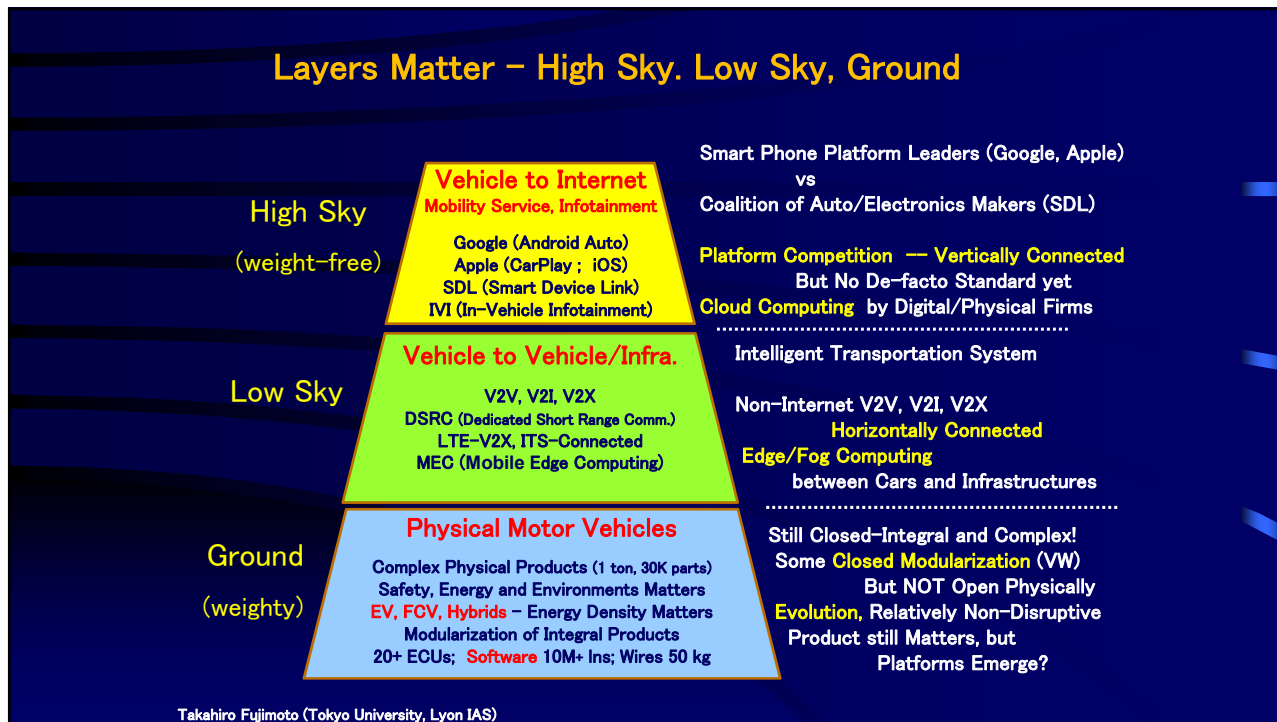 Layers Matter – High Sky. Low Sky, Ground
High Sky
(weight-free)
Vehicle to Internet
Mobility Service, Infotainment
Google (Android Auto)
Apple (CarPlay ; iOS)
SDL (Smart Device Link)
IVI (In-Vehicle Infotainment)
Smart Phone Platform Leaders (Google, Apple)
vs
Coalition of Auto/Electronics Makers (SDL)
Platform Competition -- Vertically Connected
But No De-facto Standard yet
Cloud Computing by Digital/Physical Firms
Low Sky
Vehicle to Vehicle/Infra.
V2V, V2I, V2X
DSRC (Dedicated Short Range Comm.)
LTE-V2X, ITS-Connected
MEC (Mobile Edge Computing)
Intelligent Transportation System
Non-Internet V2V, V2I, V2X
Horizontally Connected
Edge/Fog Computing
between Cars and Infrastructures
Ground
(weighty)
Physical Motor Vehicles
Complex Physical Products (1 ton, 30K parts)
Safety, Energy and Environments Matters
EV, FCV, Hybrids – Energy Density Matters
Modularization of Integral Products
20+ ECUs; Software 10M+ lns; Wires 50 kg
Still Closed-Integral and Complex!
Some Closed Modularization (VW)
But NOT Open Physically
Evolution, Relatively Non-Disruptive
Product still Matters, but
Platforms Emerge?
Takahiro Fujimoto (Tokyo University, Lyon IAS)